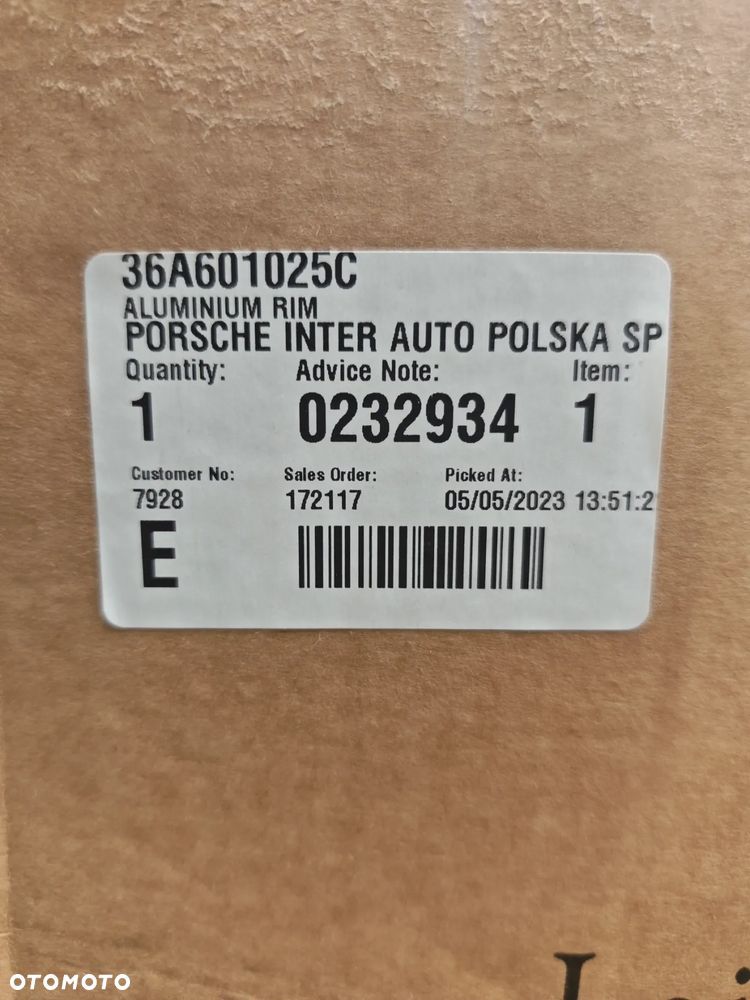 36A601025C
ALUMINIUM RIM
PORSCHE INTER AUTO POLSKA SP
Quantity: Advice Note: Item:
1 0232934 1
Customer No: Sales Order: Picked At:
7928 172117 05/05/2023 13:51:2
E
OTOMOTO